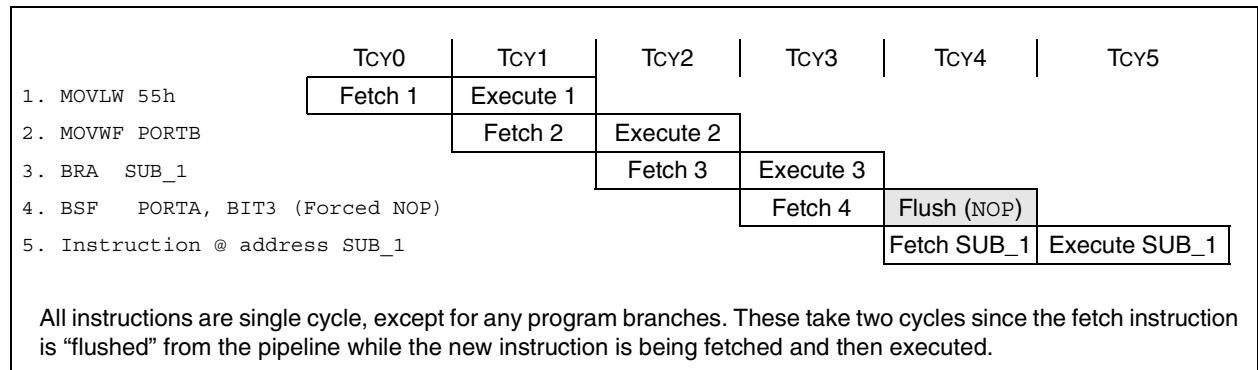 TCY0 TCY1 TCY2 TCY3 TCY4 TCY5
1. MOVLW 55h Fetch 1 Execute 1
2. MOVWF PORTB Fetch 2 Execute 2
3. BRA SUB_1 Fetch 3 Execute 3
4. BSF PORTA, BIT3 (Forced NOP) Fetch 4 Flush (NOP)
5. Instruction @ address SUB_1 Fetch SUB_1 Execute SUB_1
All instructions are single cycle, except for any program branches. These take two cycles since the fetch instruction
is “flushed” from the pipeline while the new instruction is being fetched and then executed.